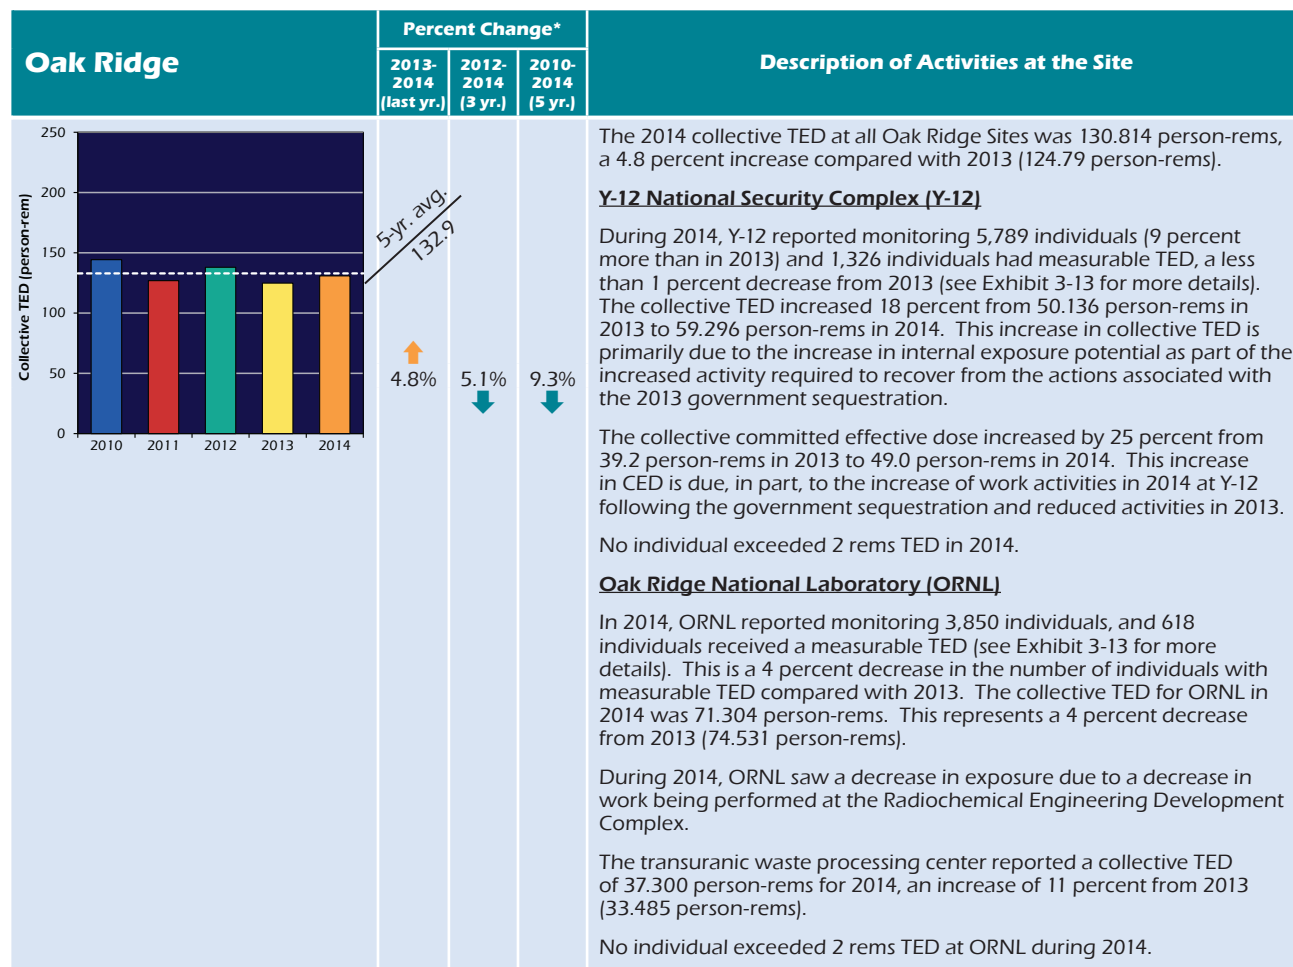 Oak Ridge
Percent Change*
2013-
2014
(last yr.)
2012-
2014
(3 yr.)
2010-
2014
(5 yr.)
Description of Activities at the Site
Collective TED (person-rem)
250
200
150
100
50
0
2010
2011
2012
2013
2014
5-yr. avg.
132.9
4.8%
5.1%
9.3%
The 2014 collective TED at all Oak Ridge Sites was 130.814 person-rems,
a 4.8 percent increase compared with 2013 (124.79 person-rems).
Y-12 National Security Complex (Y-12)
During 2014, Y-12 reported monitoring 5,789 individuals (9 percent
more than in 2013) and 1,326 individuals had measurable TED, a less
than 1 percent decrease from 2013 (see Exhibit 3-13 for more details).
The collective TED increased 18 percent from 50.136 person-rems in
2013 to 59.296 person-rems in 2014.  This increase in collective TED is
primarily due to the increase in internal exposure potential as part of the
increased activity required to recover from the actions associated with
the 2013 government sequestration.
The collective committed effective dose increased by 25 percent from
39.2 person-rems in 2013 to 49.0 person-rems in 2014.  This increase
in CED is due, in part, to the increase of work activities in 2014 at Y-12
following the government sequestration and reduced activities in 2013.
No individual exceeded 2 rems TED in 2014.
Oak Ridge National Laboratory (ORNL)
In 2014, ORNL reported monitoring 3,850 individuals, and 618
individuals received a measurable TED (see Exhibit 3-13 for more
details).  This is a 4 percent decrease in the number of individuals with
measurable TED compared with 2013.  The collective TED for ORNL in
2014 was 71.304 person-rems.  This represents a 4 percent decrease
from 2013 (74.531 person-rems).
During 2014, ORNL saw a decrease in exposure due to a decrease in
work being performed at the Radiochemical Engineering Development
Complex.
The transuranic waste processing center reported a collective TED
of 37.300 person-rems for 2014, an increase of 11 percent from 2013
(33.485 person-rems).
No individual exceeded 2 rems TED at ORNL during 2014.